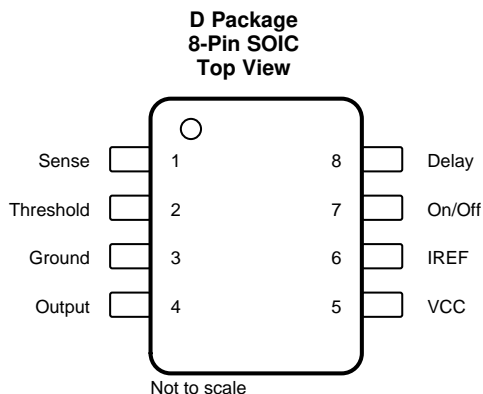 D Package
8-Pin SOIC
Top View
Sense 1 8 Delay
Threshold 2 7 On/Off
Ground 3 6 IREF
Output 4 5 VCC
Not to scale